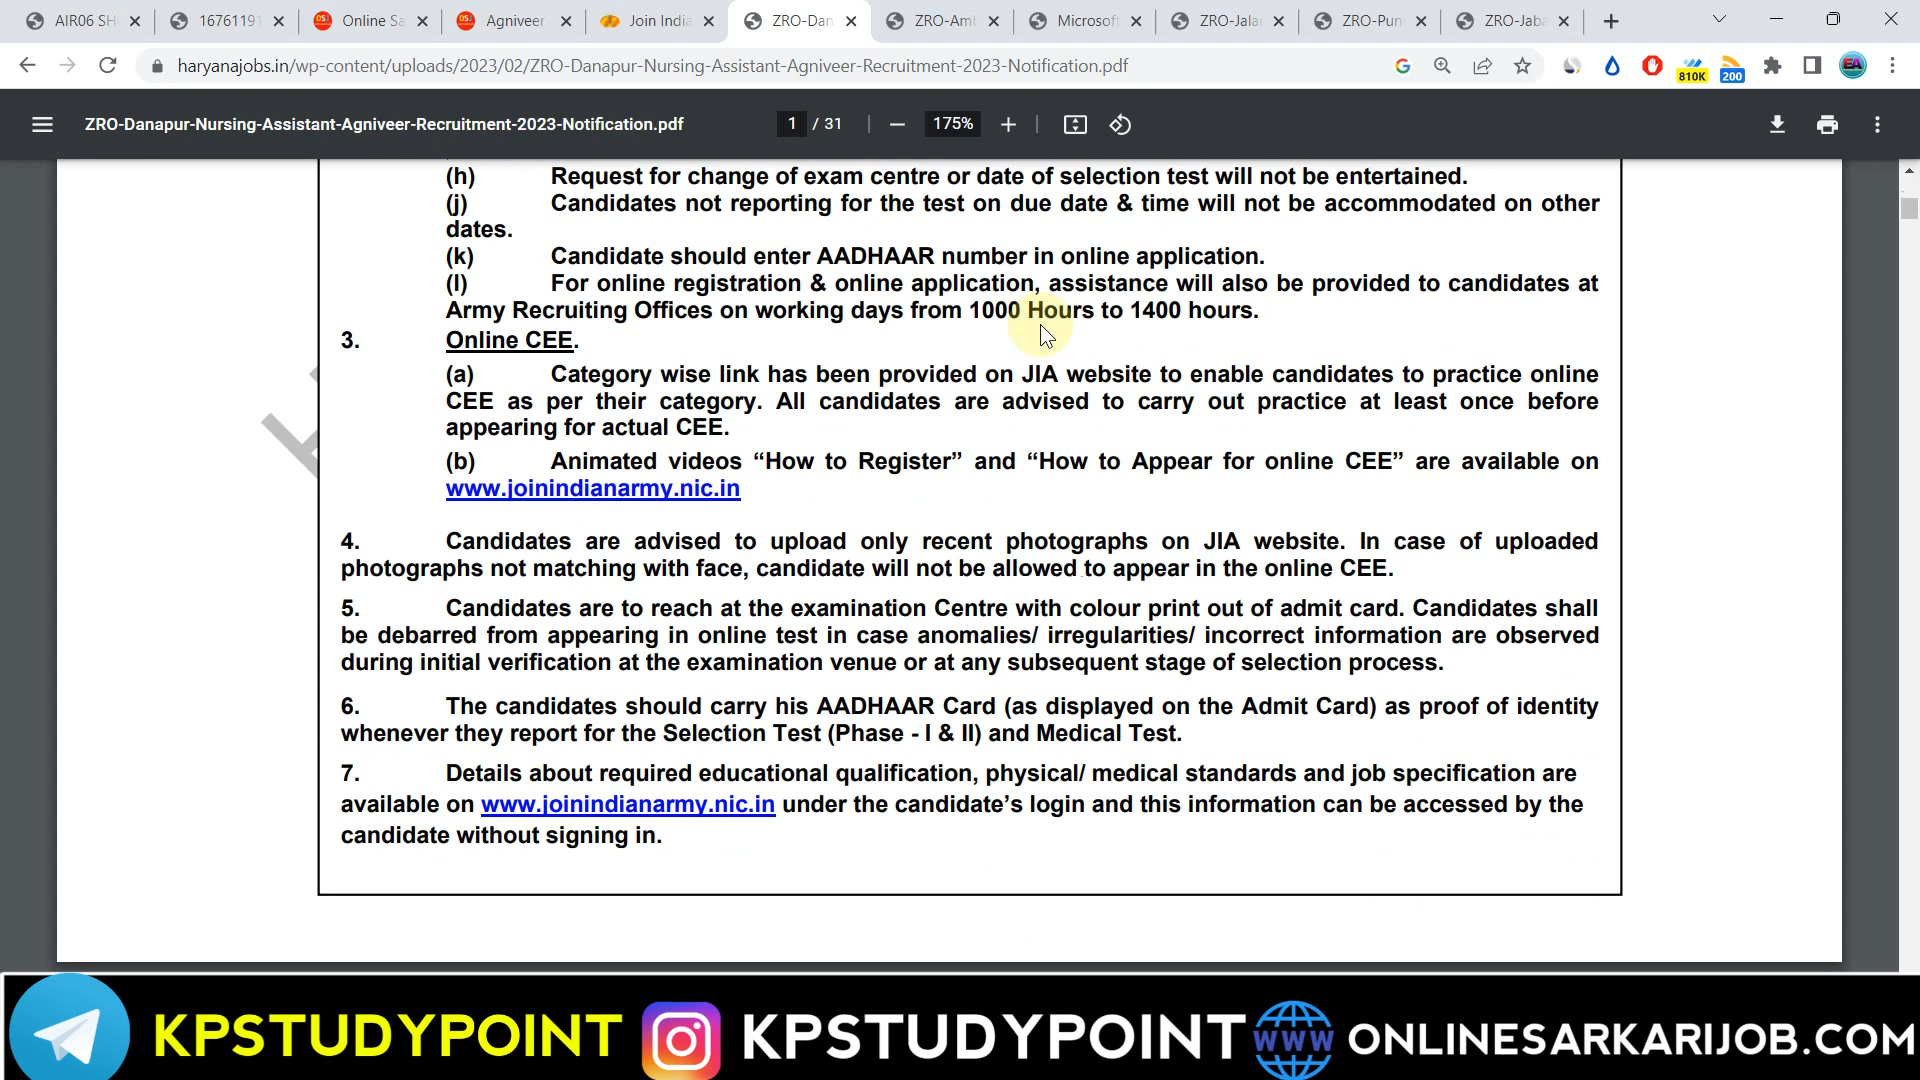 AIR06 SH
16761191
Online Sa
Agniveer
Join India
ZRO-Dan
ZRO-Amb
Microsoft
ZRO-Jala
ZRO-Pun
ZRO-Jaba
haryanajobs.in/wp-content/uploads/2023/02/ZRO-Danapur-Nursing-Assistant-Agniveer-Recruitment-2023-Notification.pdf
810K
200
EA
ZRO-Danapur-Nursing-Assistant-Agniveer-Recruitment-2023-Notification.pdf
1 / 31
175%
(h) Request for change of exam centre or date of selection test will not be entertained.
(j) Candidates not reporting for the test on due date & time will not be accommodated on other
dates.
(k) Candidate should enter AADHAAR number in online application.
(l) For online registration & online application, assistance will also be provided to candidates at
Army Recruiting Offices on working days from 1000 Hours to 1400 hours.
3. Online CEE.
(a) Category wise link has been provided on JIA website to enable candidates to practice online
CEE as per their category. All candidates are advised to carry out practice at least once before
appearing for actual CEE.
(b) Animated videos “How to Register” and “How to Appear for online CEE” are available on
www.joinindianarmy.nic.in
4. Candidates are advised to upload only recent photographs on JIA website. In case of uploaded
photographs not matching with face, candidate will not be allowed to appear in the online CEE.
5. Candidates are to reach at the examination Centre with colour print out of admit card. Candidates shall
be debarred from appearing in online test in case anomalies/ irregularities/ incorrect information are observed
during initial verification at the examination venue or at any subsequent stage of selection process.
6. The candidates should carry his AADHAAR Card (as displayed on the Admit Card) as proof of identity
whenever they report for the Selection Test (Phase - I & II) and Medical Test.
7. Details about required educational qualification, physical/ medical standards and job specification are
available on www.joinindianarmy.nic.in under the candidate’s login and this information can be accessed by the
candidate without signing in.
KPSTUDYPOINT KPSTUDYPOINT WWW ONLINESARKARIJOB.COM